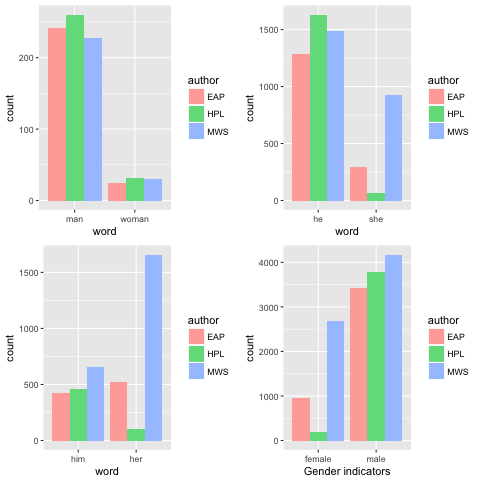 count
200
100
0
man woman
word
author
EAP
HPL
MWS
count
1500
1000
500
0
he she
word
author
EAP
HPL
MWS
count
1500
1000
500
0
him her
word
author
EAP
HPL
MWS
count
4000
3000
2000
1000
0
female male
Gender indicators
author
EAP
HPL
MWS